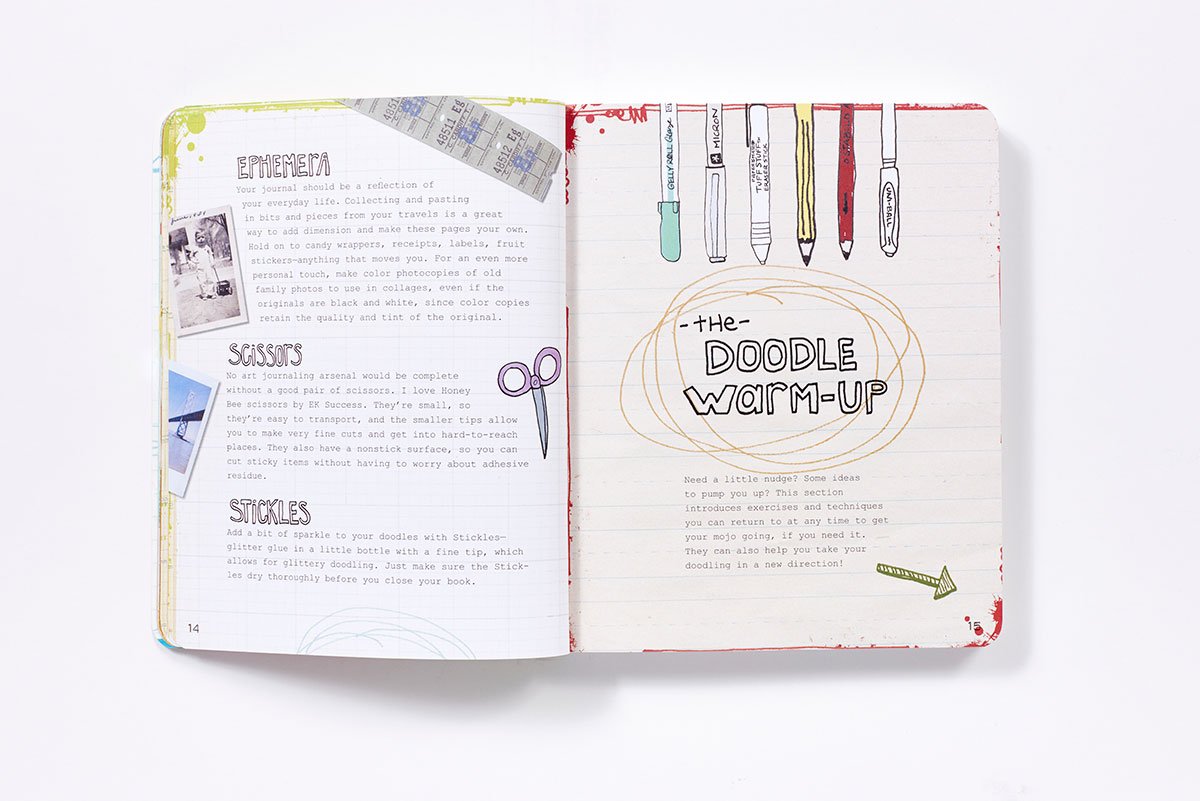 48511 Eg
48512 Eg
EPHEMERA
Your journal should be a reflection of
your everyday life. Collecting and pasting
in bits and pieces from your travels is a great
way to add dimension and make these pages your own.
Hold on to candy wrappers, receipts, labels, fruit
stickers—anything that moves you. For an even more
personal touch, make color photocopies of old
family photos to use in collages, even if the
originals are black and white, since color copies
retain the quality and tint of the original.
SCISSORS
No art journaling arsenal would be complete
without a good pair of scissors. I love Honey
Bee scissors by EK Success. They're small, so
they're easy to transport, and the smaller tips allow
you to make very fine cuts and get into hard-to-reach
places. They also have a nonstick surface, so you can
cut sticky items without having to worry about adhesive
residue.
STiCKLES
Add a bit of sparkle to your doodles with Stickles—
glitter glue in a little bottle with a fine tip, which
allows for glittery doodling. Just make sure the Stick-
les dry thoroughly before you close your book.
14
GELLY ROLL Glaze
MICRON
TUFF STUFF
ERASER STICK
UNI-BALL
-tHe-
DOODLE
WARM-UP
Need a little nudge? Some ideas
to pump you up? This section
introduces exercises and techniques
you can return to at any time to get
your mojo going, if you need it.
They can also help you take your
doodling in a new direction!
15